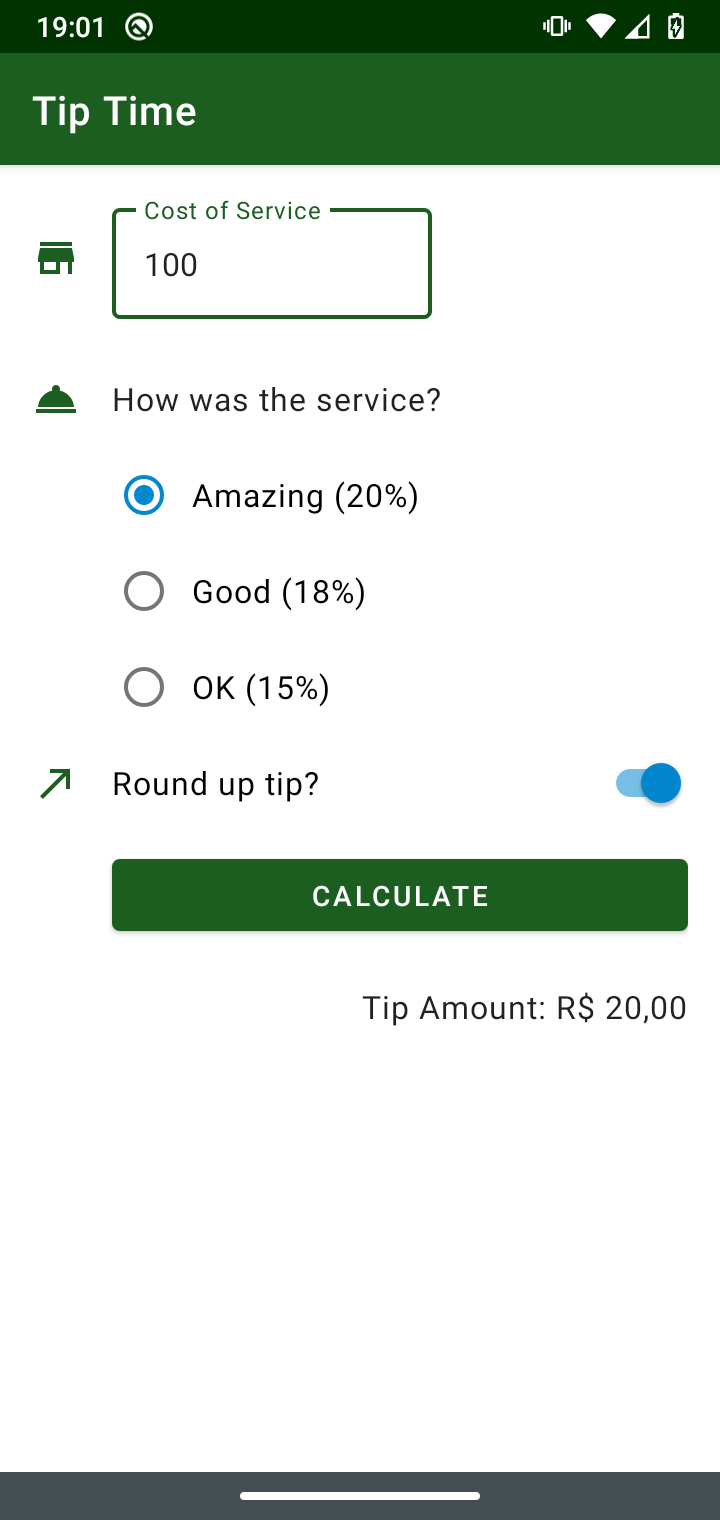 19:01
Tip Time
Cost of Service
100
How was the service?
Amazing (20%)
Good (18%)
OK (15%)
Round up tip?
CALCULATE
Tip Amount: R$ 20,00